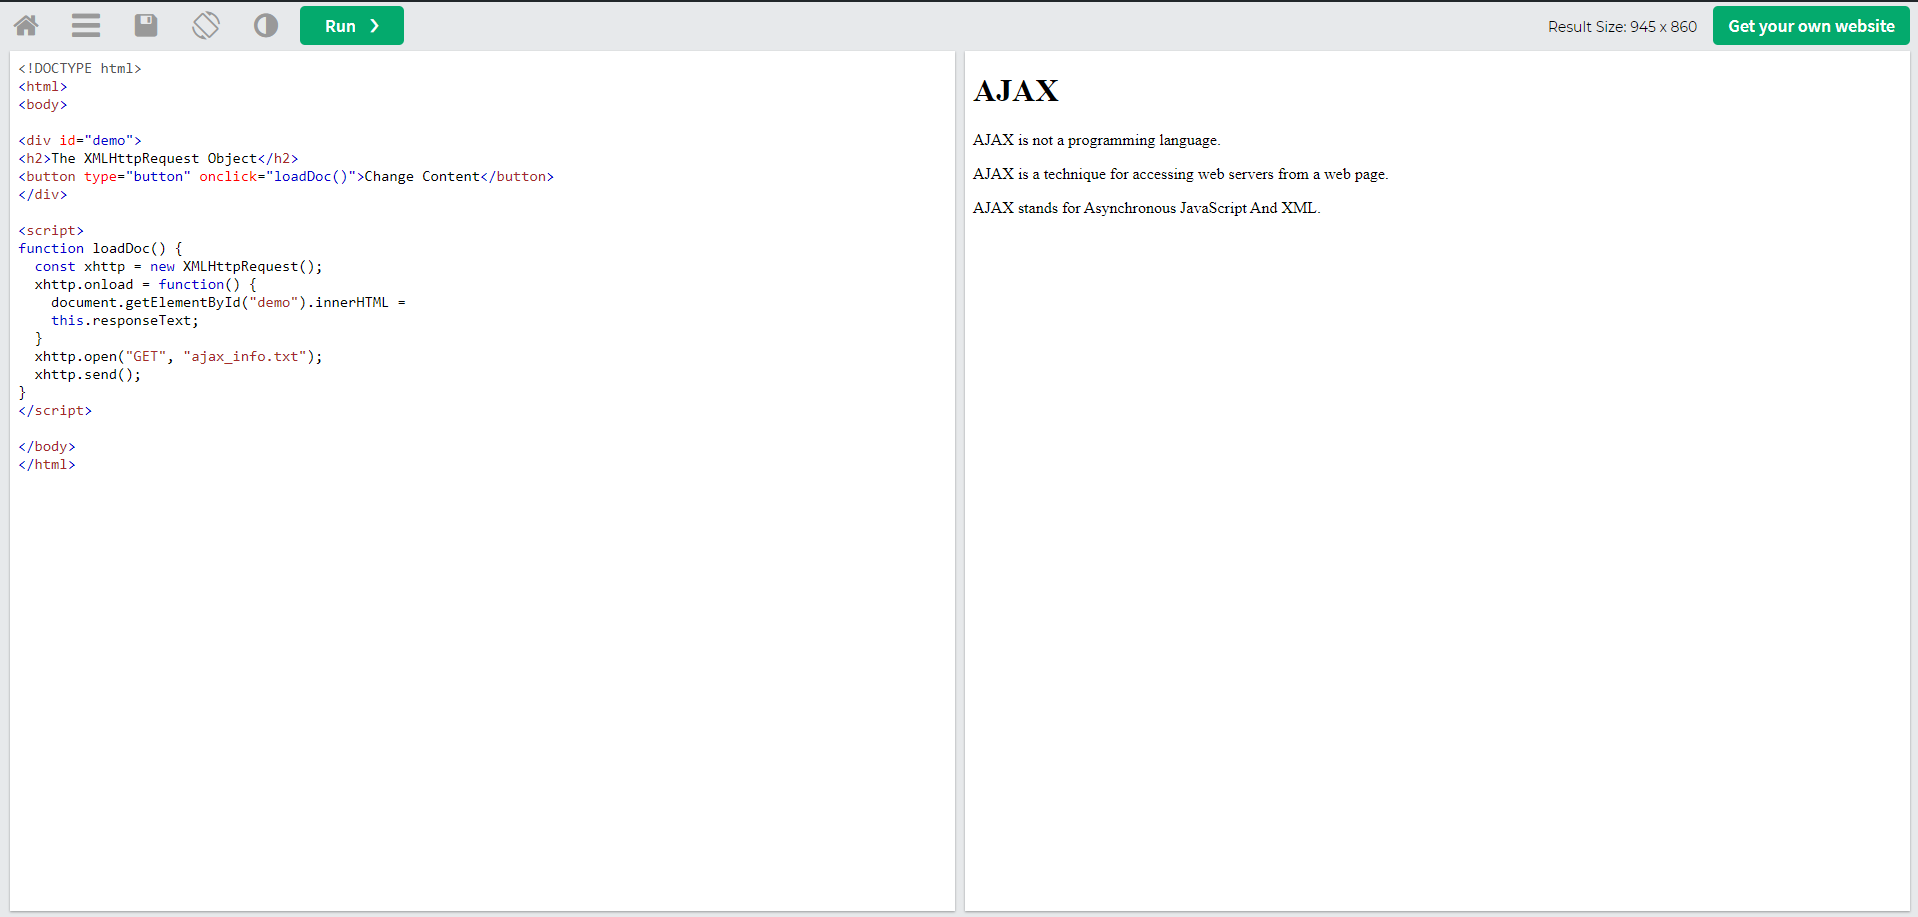 Run ❯
Result Size: 945 x 860
Get your own website
<!DOCTYPE html>
<html>
<body>

<div id="demo">
<h2>The XMLHttpRequest Object</h2>
<button type="button" onclick="loadDoc()">Change Content</button>
</div>

<script>
function loadDoc() {
  const xhttp = new XMLHttpRequest();
  xhttp.onload = function() {
    document.getElementById("demo").innerHTML =
    this.responseText;
  }
  xhttp.open("GET", "ajax_info.txt");
  xhttp.send();
}
</script>

</body>
</html>
AJAX
AJAX is not a programming language.
AJAX is a technique for accessing web servers from a web page.
AJAX stands for Asynchronous JavaScript And XML.